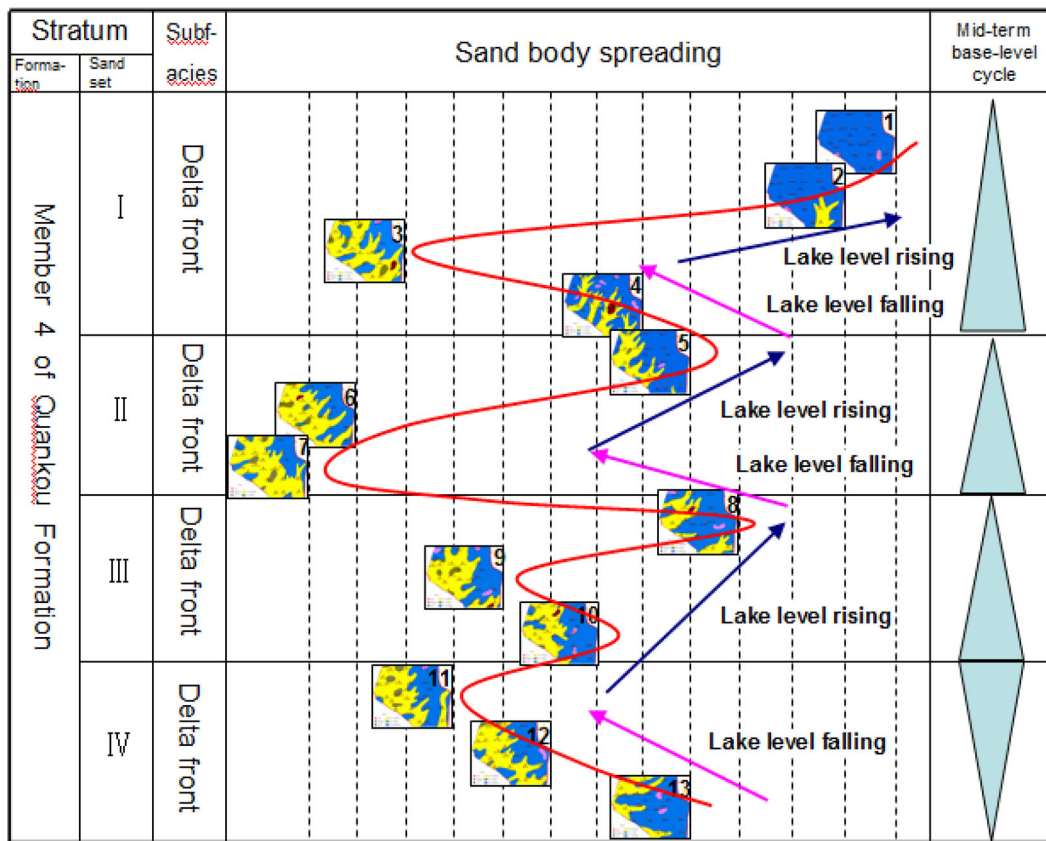 Stratum
Subf-
acies
Sand body spreading
Mid-term
base-level
cycle
Forma-
tion
Sand
set
Member 4 of Quankou Formation
I
Delta front
1
2
3
4
Lake level rising
Lake level falling
II
Delta front
5
6
7
Lake level rising
Lake level falling
III
Delta front
8
9
10
Lake level rising
IV
Delta front
11
12
13
Lake level falling